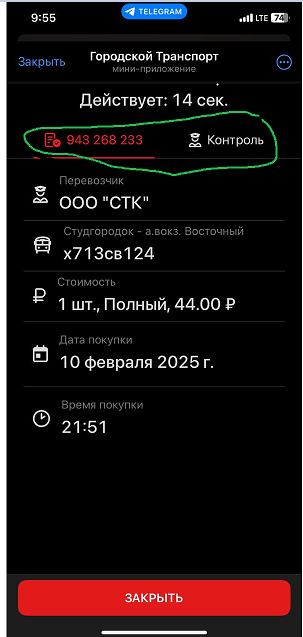 9:55
TELEGRAM
LTE 74
Закрыть
Городской Транспорт
мини-приложение
Действует: 14 сек.
943 268 233
Контроль
Перевозчик
ООО "СТК"
Студгородок - а.вокз. Восточный
х713св124
Стоимость
1 шт., Полный, 44.00 ₽
Дата покупки
10 февраля 2025 г.
Время покупки
21:51
ЗАКРЫТЬ